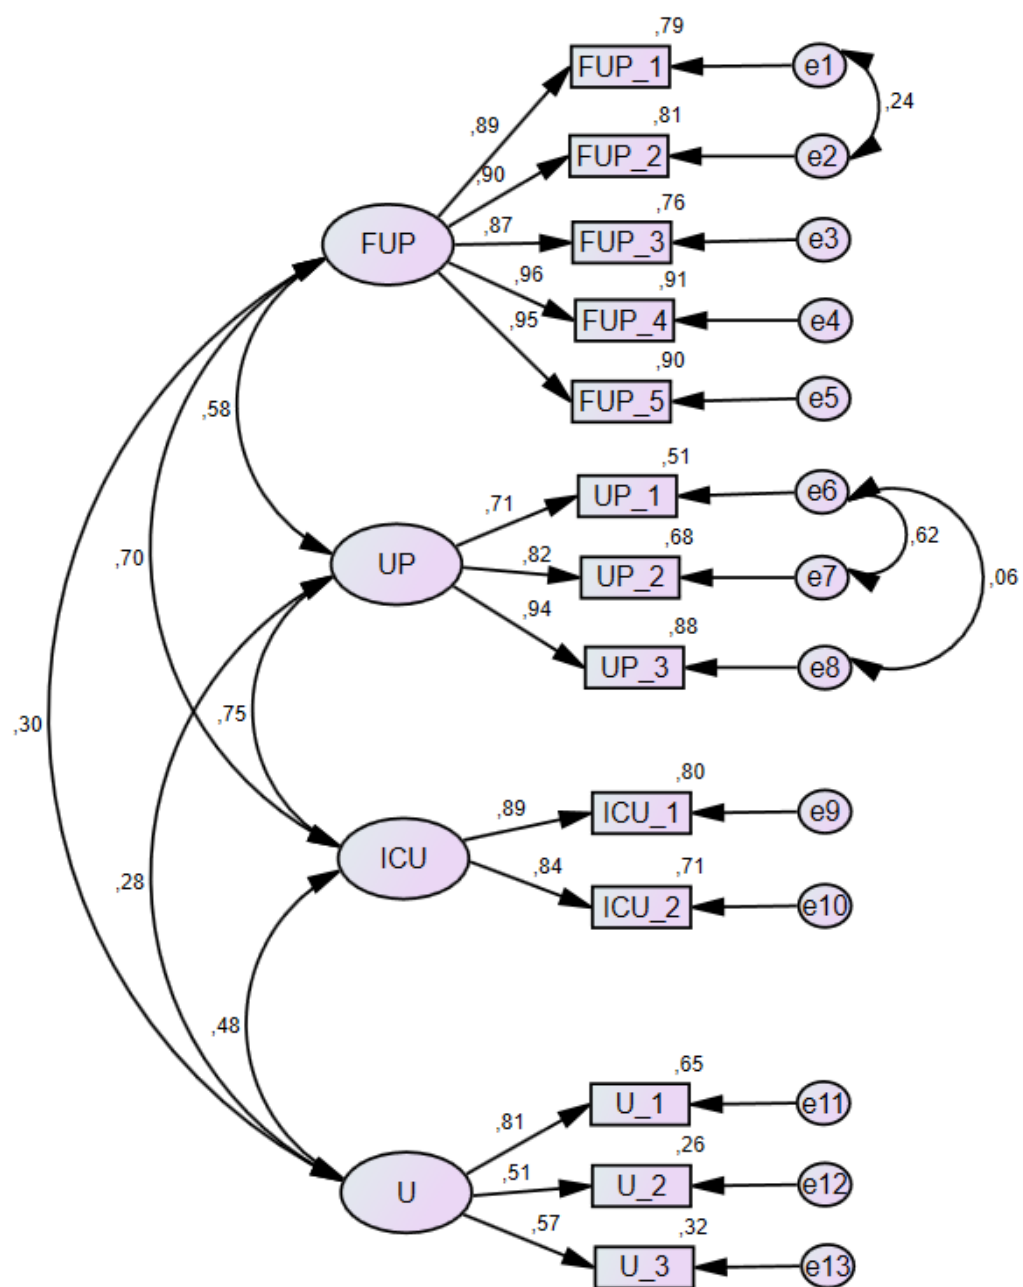 ,79
FUP_1
e1
,89
,24
,81
FUP_2
e2
,90
,76
FUP
,87
FUP_3
e3
,96
,91
FUP_4
e4
,95
,90
FUP_5
e5
,58
,51
UP_1
e6
,71
,62
,68
UP
,82
UP_2
e7
,70
,06
,94
,88
UP_3
e8
,30
,75
,80
,89
ICU_1
e9
ICU
,84
,71
ICU_2
e10
,28
,48
,65
U_1
e11
,81
,26
U
,51
U_2
e12
,57
,32
U_3
e13